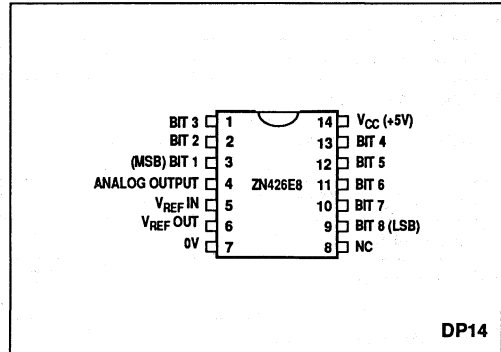 BIT 3 1 14 VCC (+5V)
BIT 2 2 13 BIT 4
(MSB) BIT 1 3 12 BIT 5
ANALOG OUTPUT 4 ZN426E8 11 BIT 6
VREF IN 5 10 BIT 7
VREF OUT 6 9 BIT 8 (LSB)
0V 7 8 NC
DP14